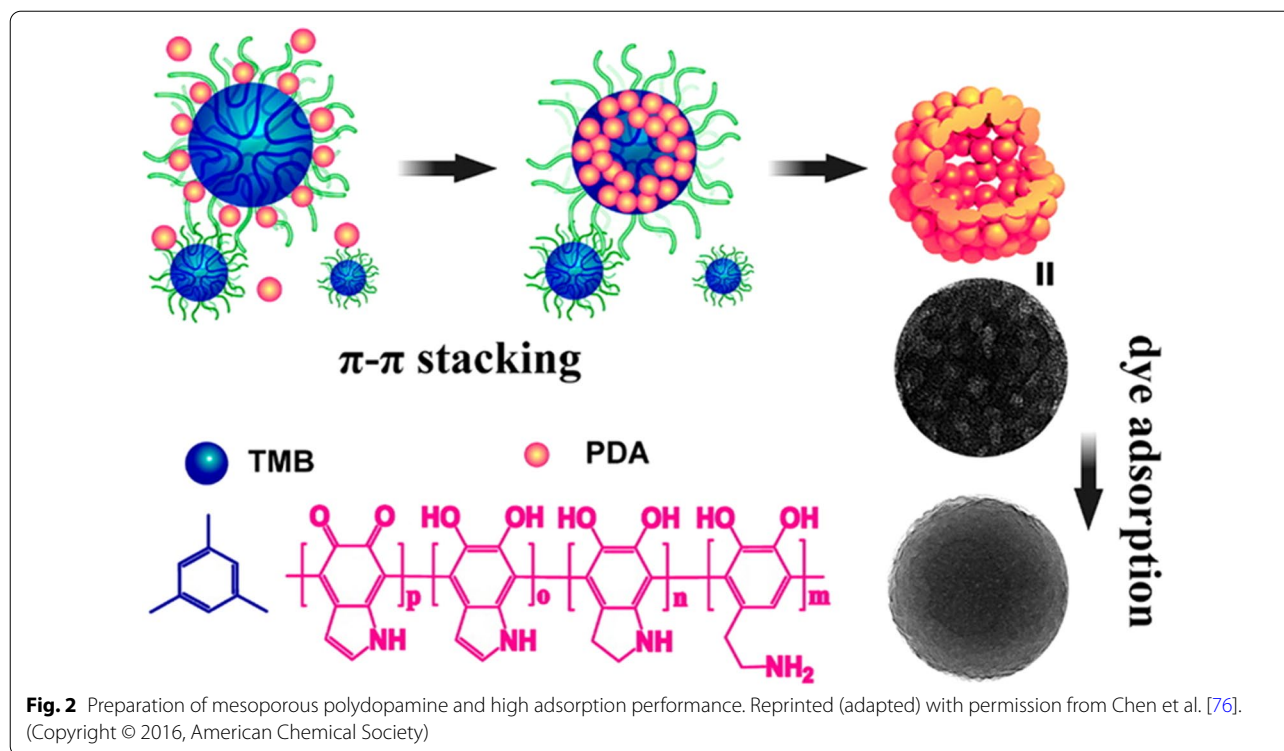 II
π-π stacking
dye adsorption
TMB
PDA
O O HO OH HO OH HO OH
p o n m
NH NH NH
NH2
Fig. 2 Preparation of mesoporous polydopamine and high adsorption performance. Reprinted (adapted) with permission from Chen et al. [76].
(Copyright © 2016, American Chemical Society)